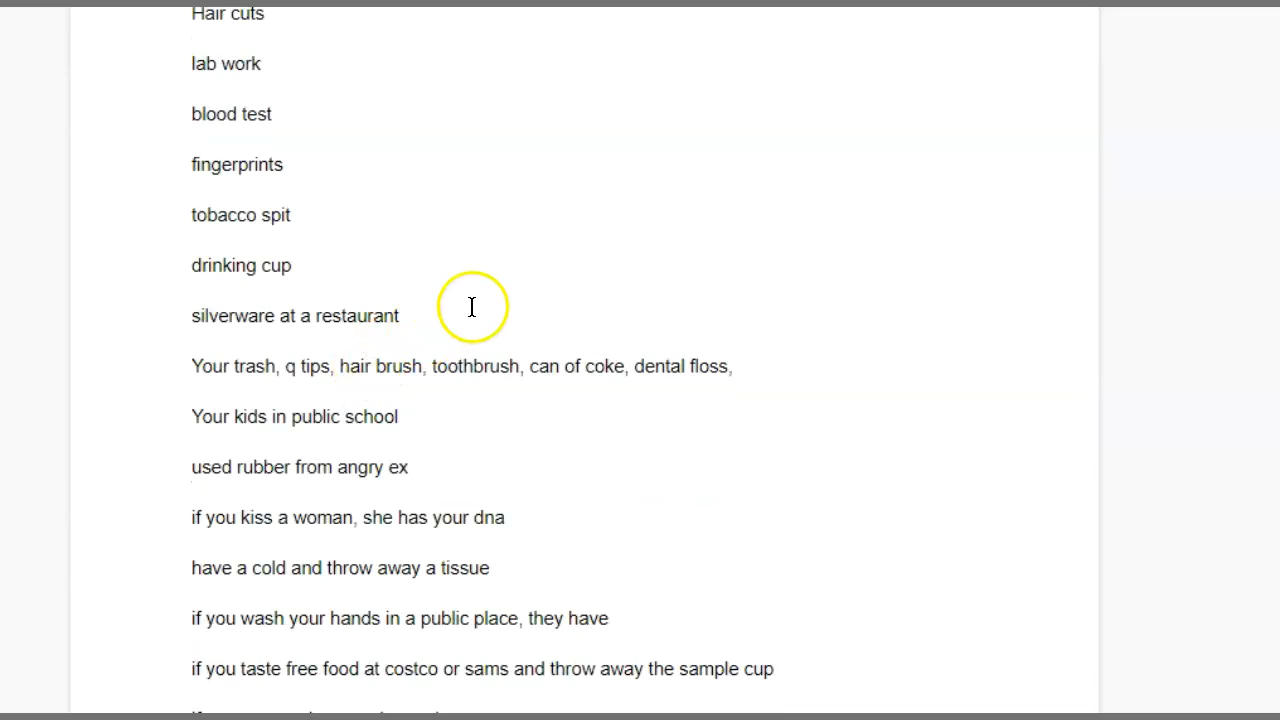 Hair cuts
lab work
blood test
fingerprints
tobacco spit
drinking cup
silverware at a restaurant
Your trash, q tips, hair brush, toothbrush, can of coke, dental floss,
Your kids in public school
used rubber from angry ex
if you kiss a woman, she has your dna
have a cold and throw away a tissue
if you wash your hands in a public place, they have
if you taste free food at costco or sams and throw away the sample cup